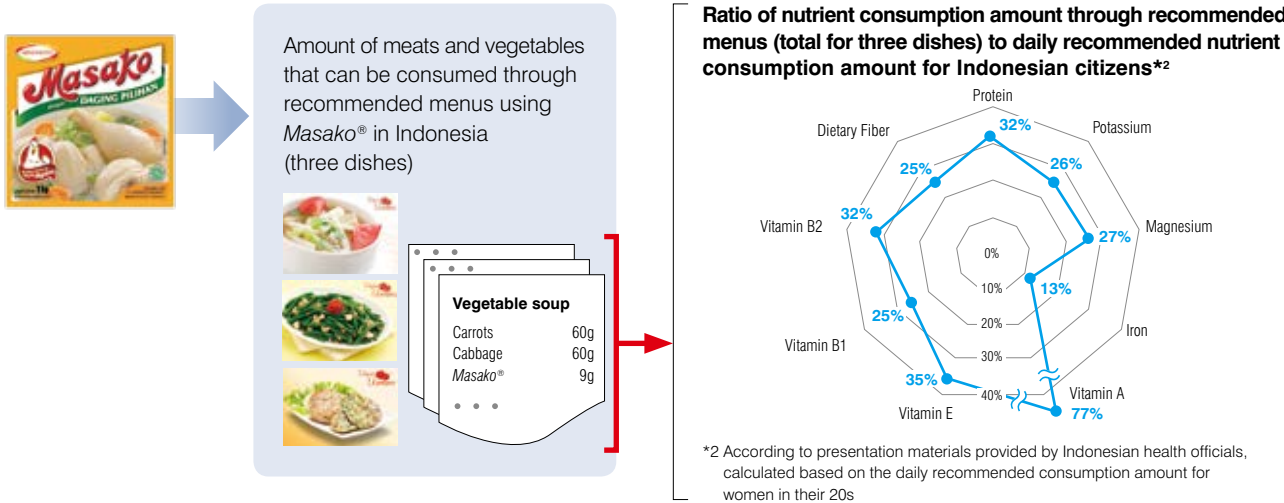 Masako®
DAGING PILIHAN
Amount of meats and vegetables
that can be consumed through
recommended menus using
Masako® in Indonesia
(three dishes)
Vegetable soup
Carrots 60g
Cabbage 60g
Masako® 9g
Ratio of nutrient consumption amount through recommended
menus (total for three dishes) to daily recommended nutrient
consumption amount for Indonesian citizens*2
Protein
Dietary Fiber
Potassium
32%
25%
26%
Vitamin B2
32%
27%
Magnesium
0%
13%
10%
25%
20%
Iron
Vitamin B1
30%
35%
40%
Vitamin A
Vitamin E
77%
*2 According to presentation materials provided by Indonesian health officials,
calculated based on the daily recommended consumption amount for
women in their 20s